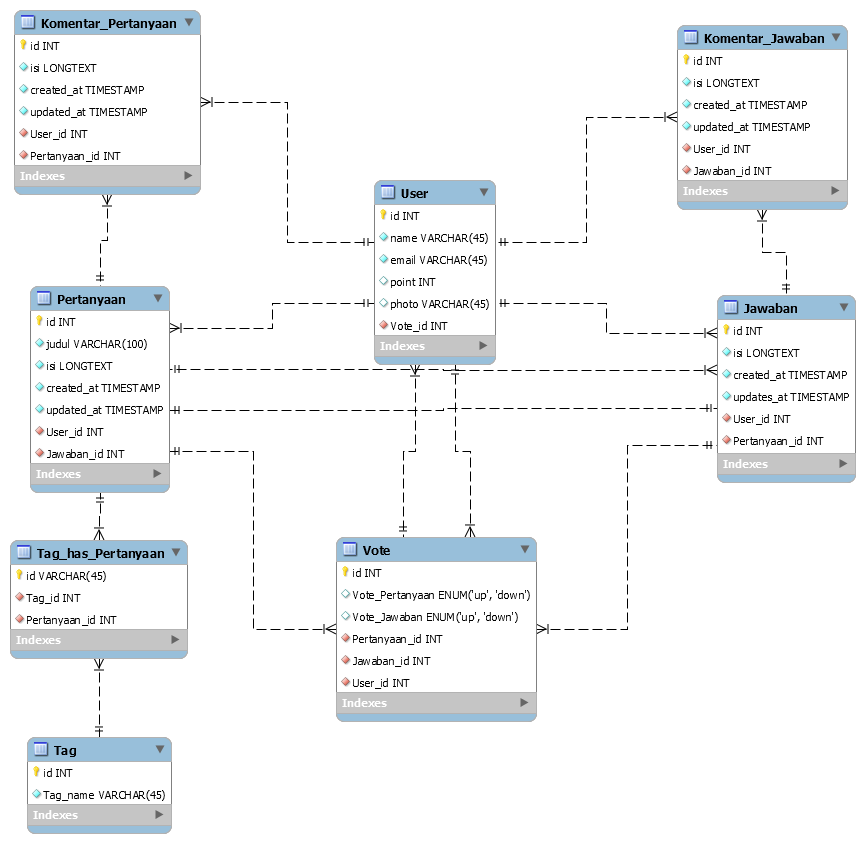 Komentar_Pertanyaan
id INT
isi LONGTEXT
created_at TIMESTAMP
updated_at TIMESTAMP
User_id INT
Pertanyaan_id INT
Indexes
Komentar_Jawaban
id INT
isi LONGTEXT
created_at TIMESTAMP
updated_at TIMESTAMP
User_id INT
Jawaban_id INT
Indexes
User
id INT
name VARCHAR(45)
email VARCHAR(45)
point INT
photo VARCHAR(45)
Vote_id INT
Indexes
Pertanyaan
id INT
judul VARCHAR(100)
isi LONGTEXT
created_at TIMESTAMP
updated_at TIMESTAMP
User_id INT
Jawaban_id INT
Indexes
Jawaban
id INT
isi LONGTEXT
created_at TIMESTAMP
updates_at TIMESTAMP
User_id INT
Pertanyaan_id INT
Indexes
Tag_has_Pertanyaan
id VARCHAR(45)
Tag_id INT
Pertanyaan_id INT
Indexes
Vote
id INT
Vote_Pertanyaan ENUM('up', 'down')
Vote_Jawaban ENUM('up', 'down')
Pertanyaan_id INT
Jawaban_id INT
User_id INT
Indexes
Tag
id INT
Tag_name VARCHAR(45)
Indexes